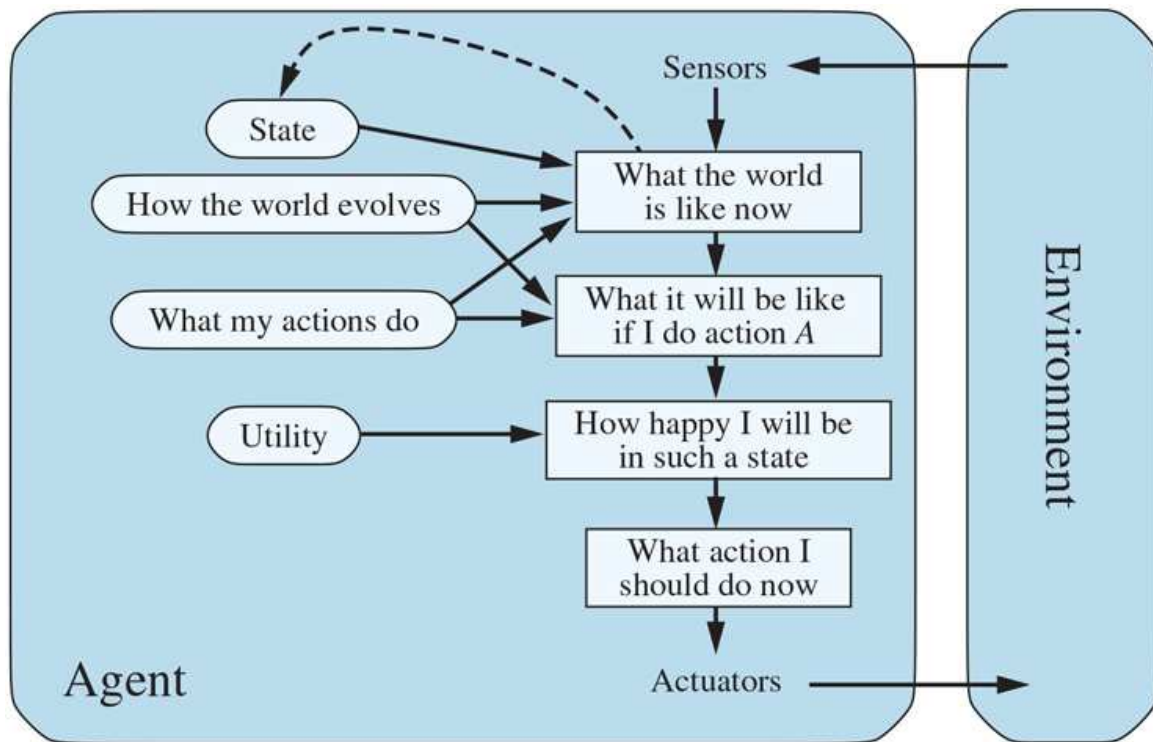 Sensors
State
What the world
is like now
How the world evolves
What it will be like
if I do action A
What my actions do
How happy I will be
in such a state
Utility
What action I
should do now
Agent
Actuators
Environment